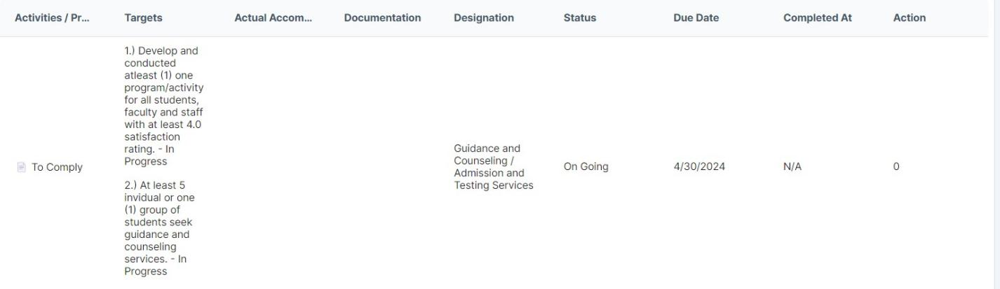 Activities / Pr... Targets Actual Accom... Documentation Designation Status Due Date Completed At Action
1.) Develop and
conducted
atleast (1) one
program/activity
for all students,
faculty and staff
with at least 4.0
satisfaction
rating. - In
Progress
2.) At least 5
invidual or one
(1) group of
students seek
guidance and
counseling
services. - In
Progress
To Comply
Guidance and
Counseling /
Admission and
Testing Services
On Going
4/30/2024
N/A
0